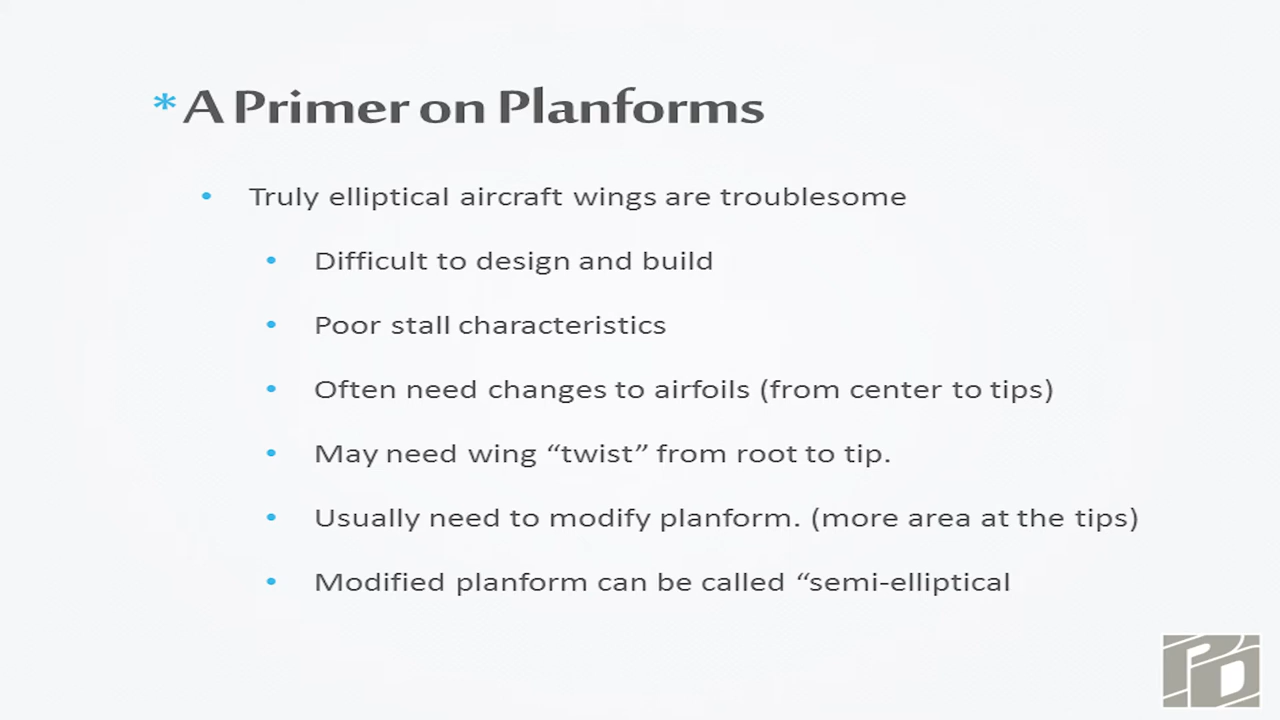 * A Primer on Planforms
• Truly elliptical aircraft wings are troublesome
• Difficult to design and build
• Poor stall characteristics
• Often need changes to airfoils (from center to tips)
• May need wing “twist” from root to tip.
• Usually need to modify planform. (more area at the tips)
• Modified planform can be called “semi-elliptical
PD